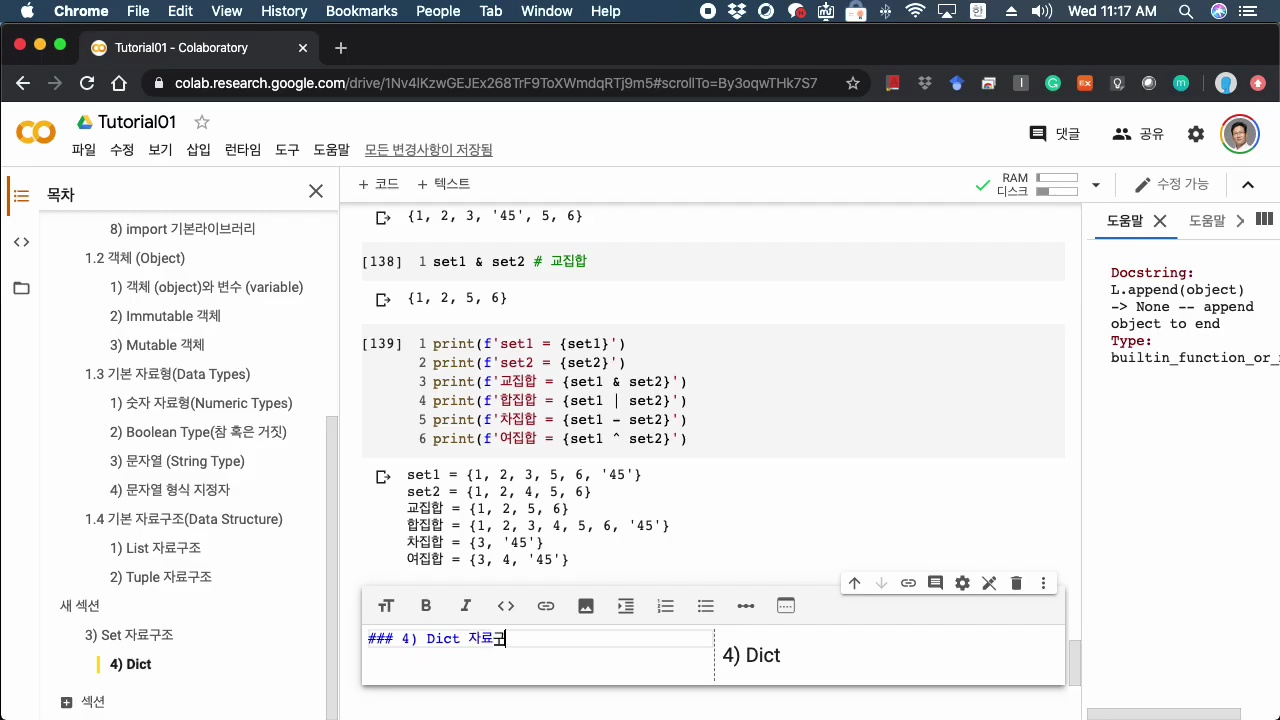 Chrome File Edit View History Bookmarks People Tab Window Help
한 Wed 11:17 AM
Tutorial01 - Colaboratory
colab.research.google.com/drive/1Nv4lKzwGEJEx268TrF9ToXWmdqRTj9m5#scrollTo=By3oqwTHk7S7
Tutorial01
댓글 공유
파일 수정 보기 삽입 런타임 도구 도움말 모든 변경사항이 저장됨
목차
+ 코드 + 텍스트
RAM
디스크
수정 가능
8) import 기본라이브러리
1.2 객체 (Object)
1) 객체 (object)와 변수 (variable)
2) Immutable 객체
3) Mutable 객체
1.3 기본 자료형(Data Types)
1) 숫자 자료형(Numeric Types)
2) Boolean Type(참 혹은 거짓)
3) 문자열 (String Type)
4) 문자열 형식 지정자
1.4 기본 자료구조(Data Structure)
1) List 자료구조
2) Tuple 자료구조
새 섹션
3) Set 자료구조
4) Dict
섹션
{1, 2, 3, '45', 5, 6}
[138] 1 set1 & set2 # 교집합
{1, 2, 5, 6}
[139] 1 print(f'set1 = {set1}')
2 print(f'set2 = {set2}')
3 print(f'교집합 = {set1 & set2}')
4 print(f'합집합 = {set1 | set2}')
5 print(f'차집합 = {set1 - set2}')
6 print(f'여집합 = {set1 ^ set2}')
set1 = {1, 2, 3, 5, 6, '45'}
set2 = {1, 2, 4, 5, 6}
교집합 = {1, 2, 5, 6}
합집합 = {1, 2, 3, 4, 5, 6, '45'}
차집합 = {3, '45'}
여집합 = {3, 4, '45'}
### 4) Dict 자료구
4) Dict
도움말 도움말
Docstring:
L.append(object)
-> None -- append
object to end
Type:
builtin_function_or_